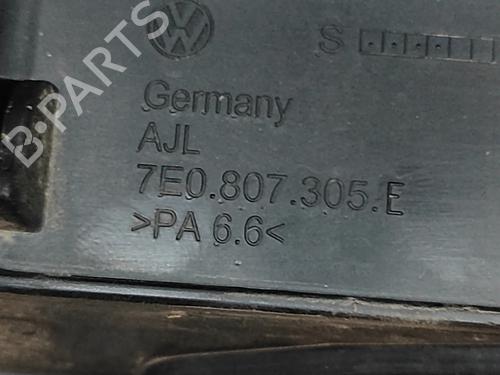 S
Germany
AJL
7E0.807.305.E
>PA 6.6<
B-PARTS